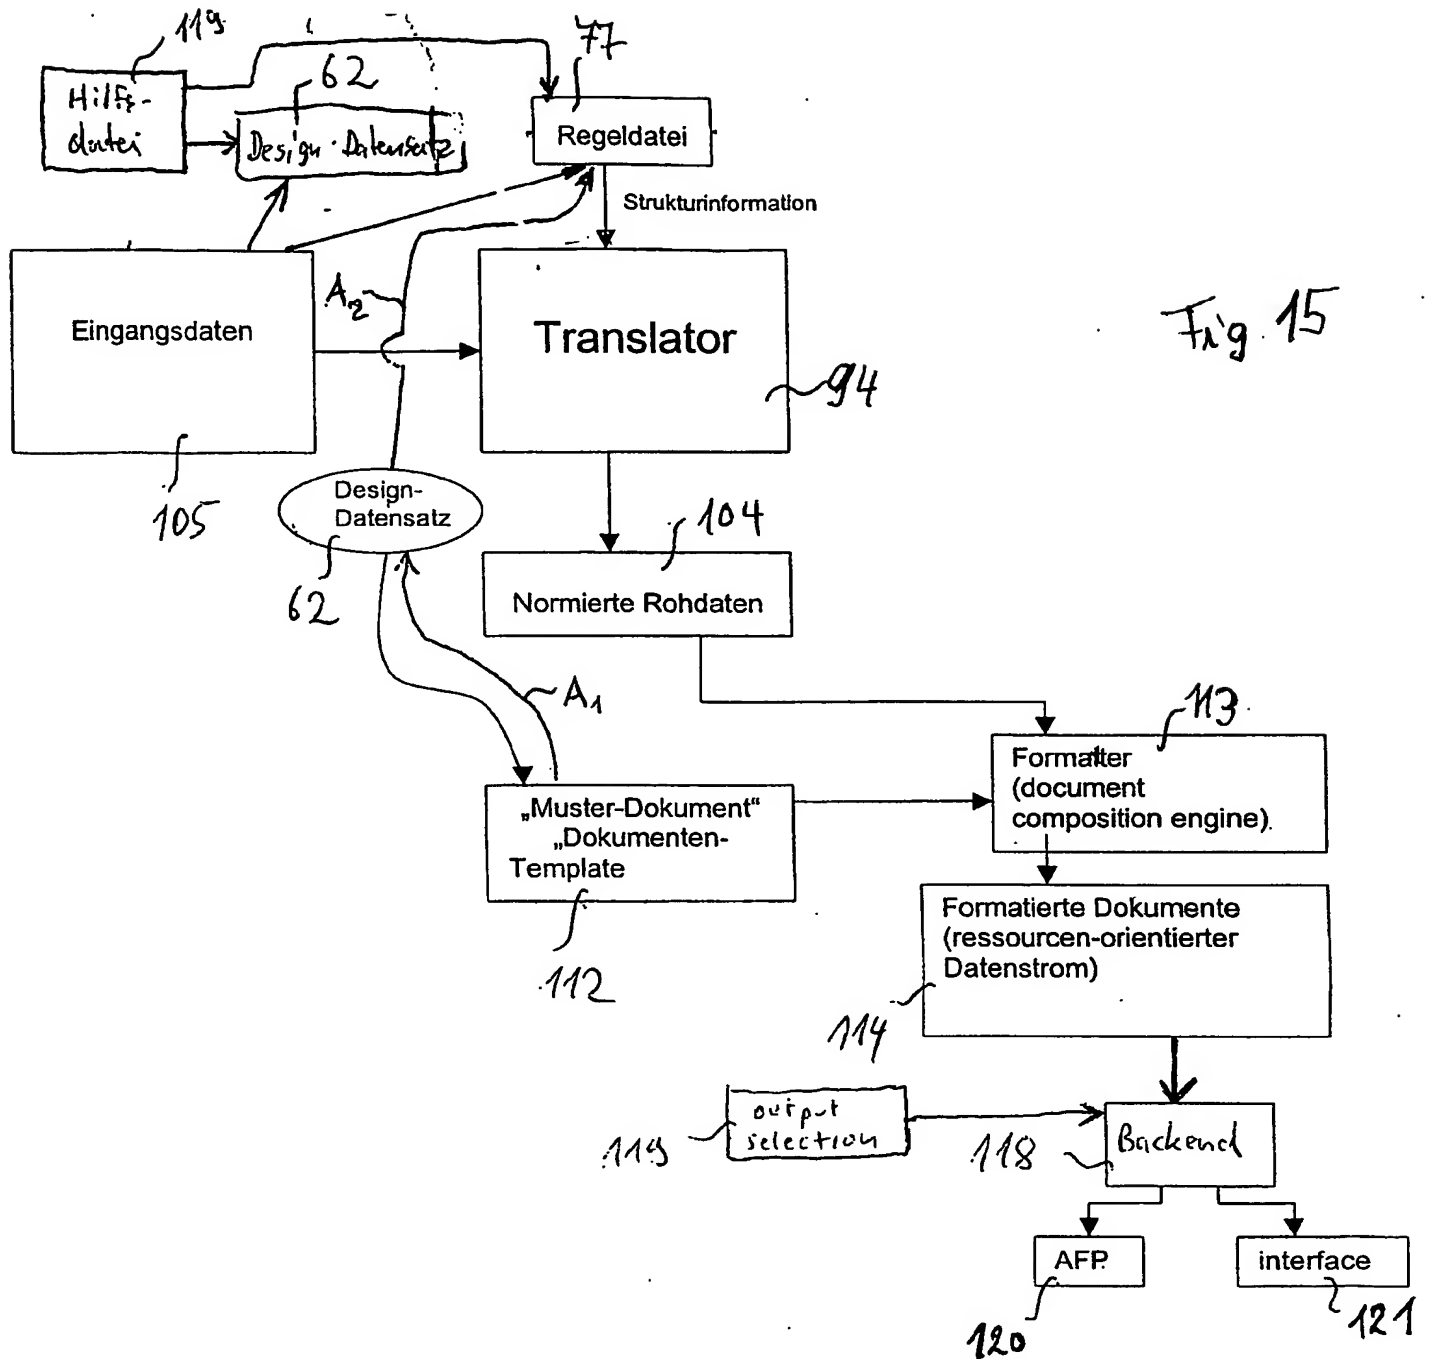 119
77
62
Hilfs-
datei
Design-Datensatz
Regeldatei
Strukturinformation
A2
Eingangsdaten
Translator
Fig. 15
94
105
Design-
Datensatz
62
104
Normierte Rohdaten
A1
113
„Muster-Dokument“
„Dokumenten-
Template
112
Formatter
(document
composition engine)
Formatierte Dokumente
(ressourcen-orientierter
Datenstrom)
114
output
selection
119
118
Backend
AFP
interface
120
121